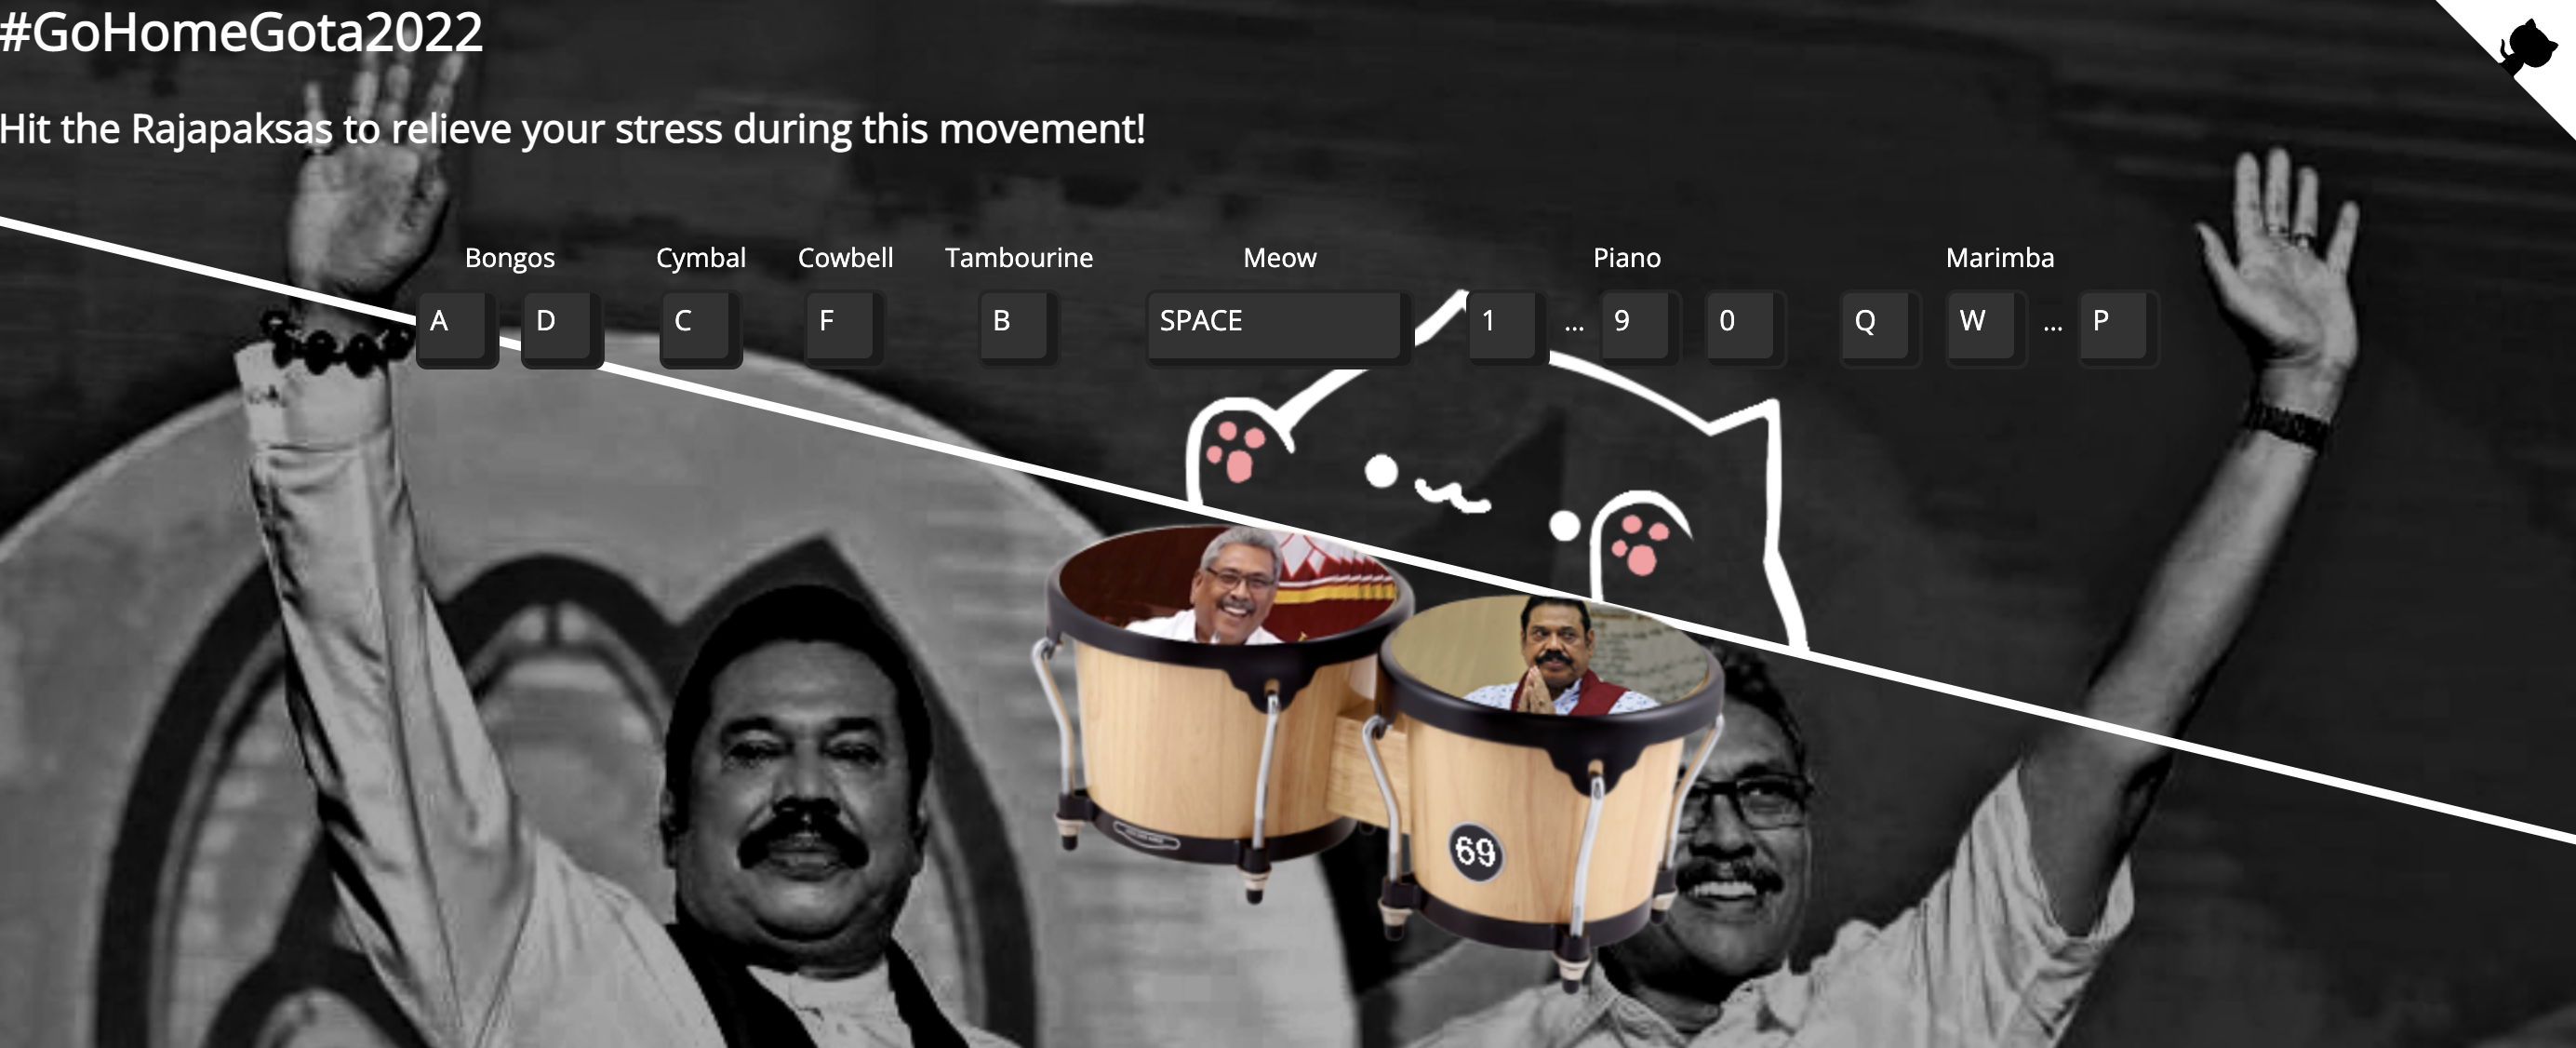 #GoHomeGota2022
Hit the Rajapaksas to relieve your stress during this movement!
Bongos Cymbal Cowbell Tambourine Meow Piano Marimba
A D C F B SPACE 1 ... 9 0 Q W ... P
69